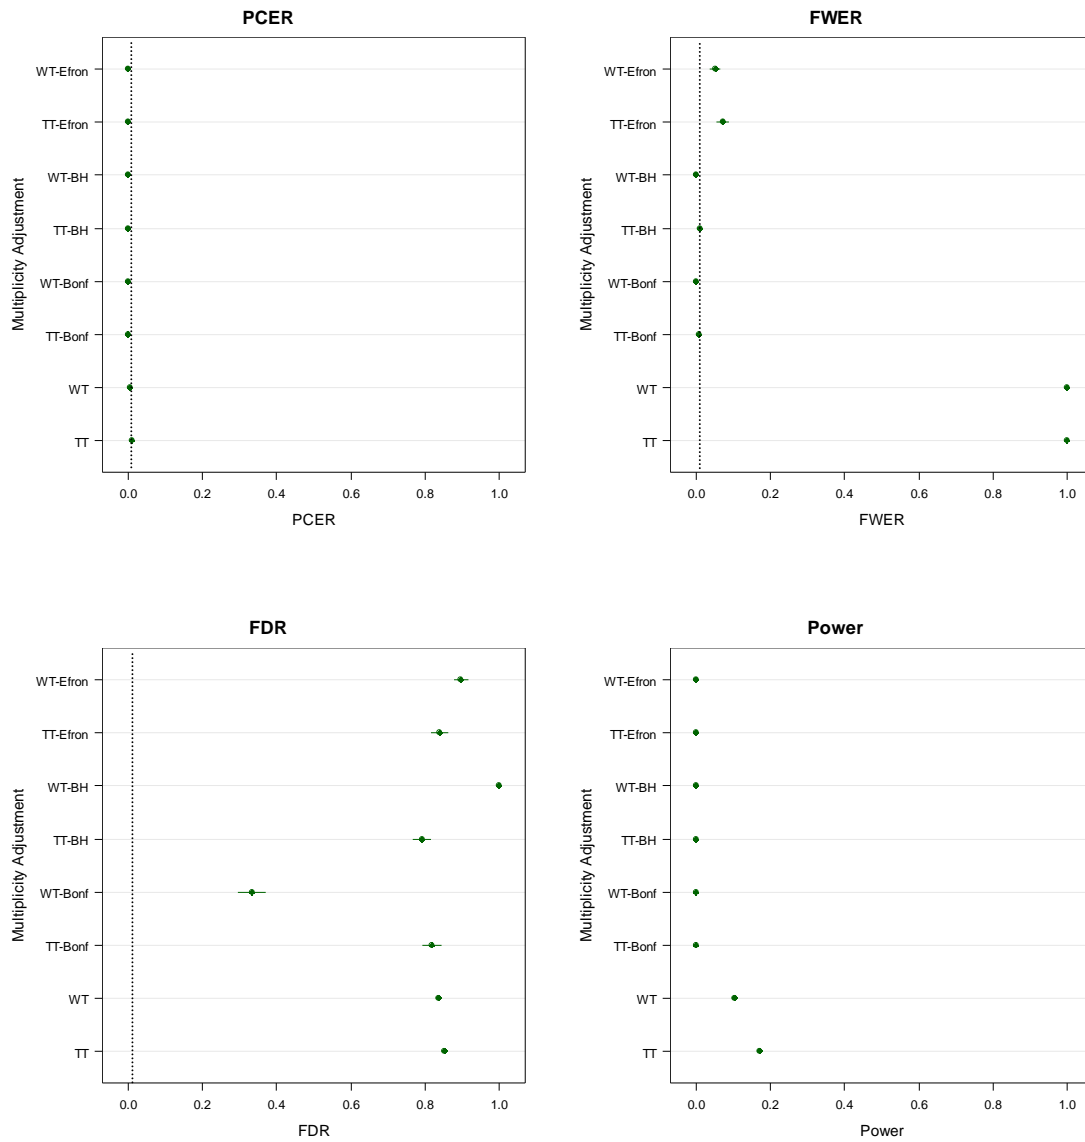 PCER
WT-Efron
TT-Efron
WT-BH
TT-BH
WT-Bonf
TT-Bonf
WT
TT
Multiplicity Adjustment
0.0 0.2 0.4 0.6 0.8 1.0
PCER
FWER
WT-Efron
TT-Efron
WT-BH
TT-BH
WT-Bonf
TT-Bonf
WT
TT
Multiplicity Adjustment
0.0 0.2 0.4 0.6 0.8 1.0
FWER
FDR
WT-Efron
TT-Efron
WT-BH
TT-BH
WT-Bonf
TT-Bonf
WT
TT
Multiplicity Adjustment
0.0 0.2 0.4 0.6 0.8 1.0
FDR
Power
WT-Efron
TT-Efron
WT-BH
TT-BH
WT-Bonf
TT-Bonf
WT
TT
Multiplicity Adjustment
0.0 0.2 0.4 0.6 0.8 1.0
Power